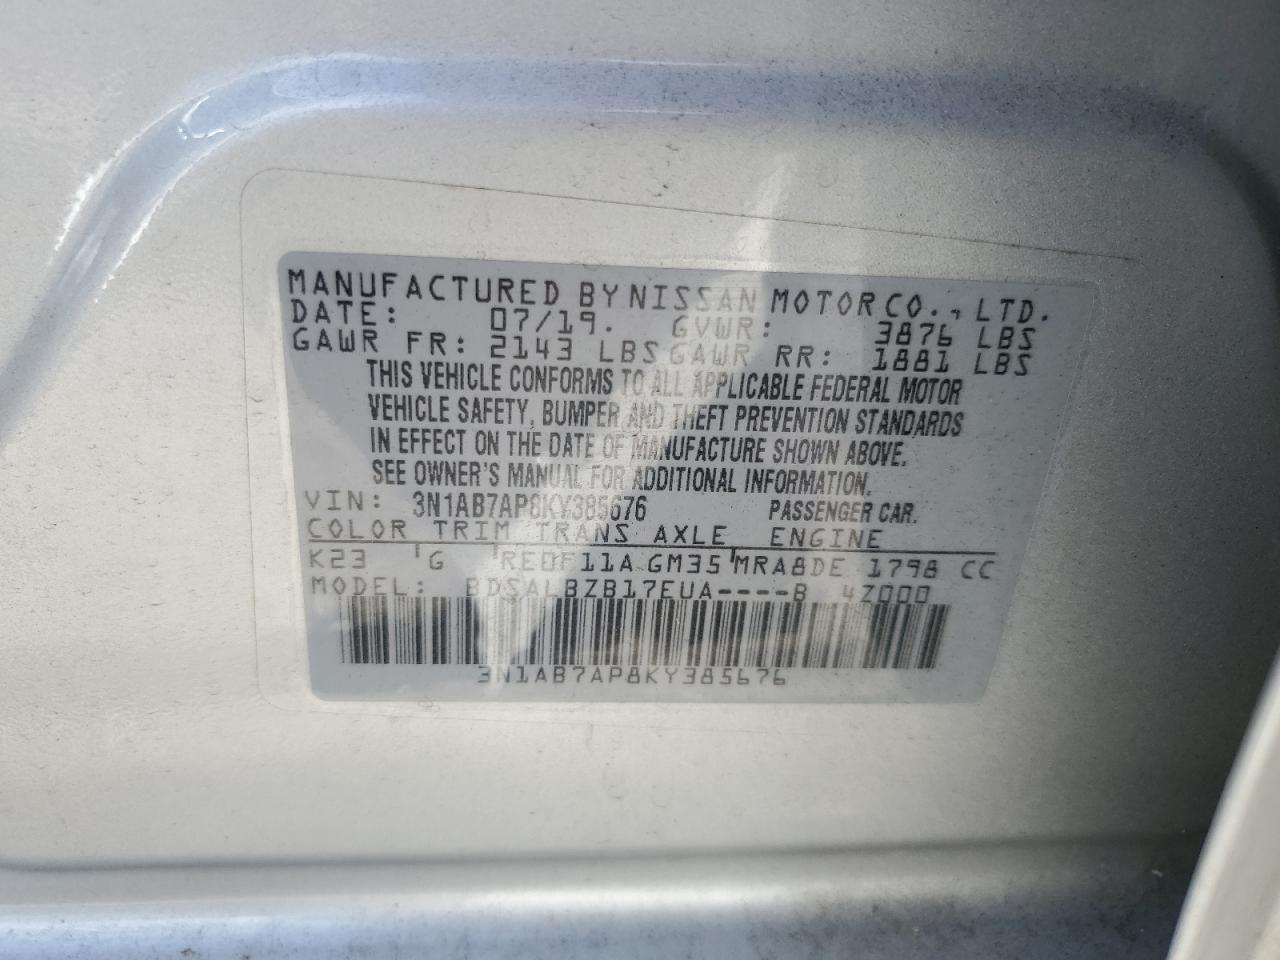 MANUFACTURED BY NISSAN MOTOR CO., LTD.
DATE: 07/19. GVWR: 3876 LBS
GAWR FR: 2143 LBS GAWR RR: 1881 LBS
THIS VEHICLE CONFORMS TO ALL APPLICABLE FEDERAL MOTOR
VEHICLE SAFETY, BUMPER AND THEFT PREVENTION STANDARDS
IN EFFECT ON THE DATE OF MANUFACTURE SHOWN ABOVE.
SEE OWNER'S MANUAL FOR ADDITIONAL INFORMATION.
VIN: 3N1AB7AP8KY385676 PASSENGER CAR.
COLOR TRIM TRANS AXLE ENGINE
K23 G RE0F11A GM35 MRA8DE 1798 CC
MODEL: BDSALBZB17EUA----B 4Z000
3N1AB7AP8KY385676